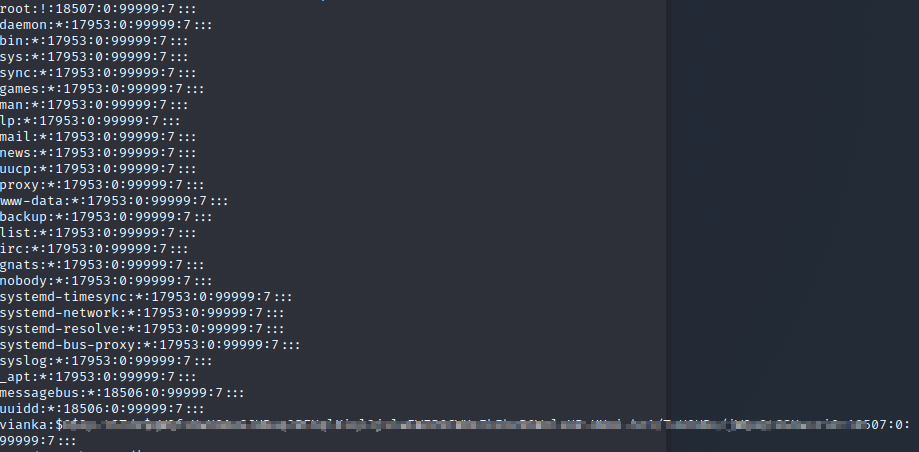 root:!:18507:0:99999:7:::
daemon:*:17953:0:99999:7:::
bin:*:17953:0:99999:7:::
sys:*:17953:0:99999:7:::
sync:*:17953:0:99999:7:::
games:*:17953:0:99999:7:::
man:*:17953:0:99999:7:::
lp:*:17953:0:99999:7:::
mail:*:17953:0:99999:7:::
news:*:17953:0:99999:7:::
uucp:*:17953:0:99999:7:::
proxy:*:17953:0:99999:7:::
www-data:*:17953:0:99999:7:::
backup:*:17953:0:99999:7:::
list:*:17953:0:99999:7:::
irc:*:17953:0:99999:7:::
gnats:*:17953:0:99999:7:::
nobody:*:17953:0:99999:7:::
systemd-timesync:*:17953:0:99999:7:::
systemd-network:*:17953:0:99999:7:::
systemd-resolve:*:17953:0:99999:7:::
systemd-bus-proxy:*:17953:0:99999:7:::
syslog:*:17953:0:99999:7:::
_apt:*:17953:0:99999:7:::
messagebus:*:18506:0:99999:7:::
uuidd:*:18506:0:99999:7:::
vianka:$ 507:0:
99999:7:::